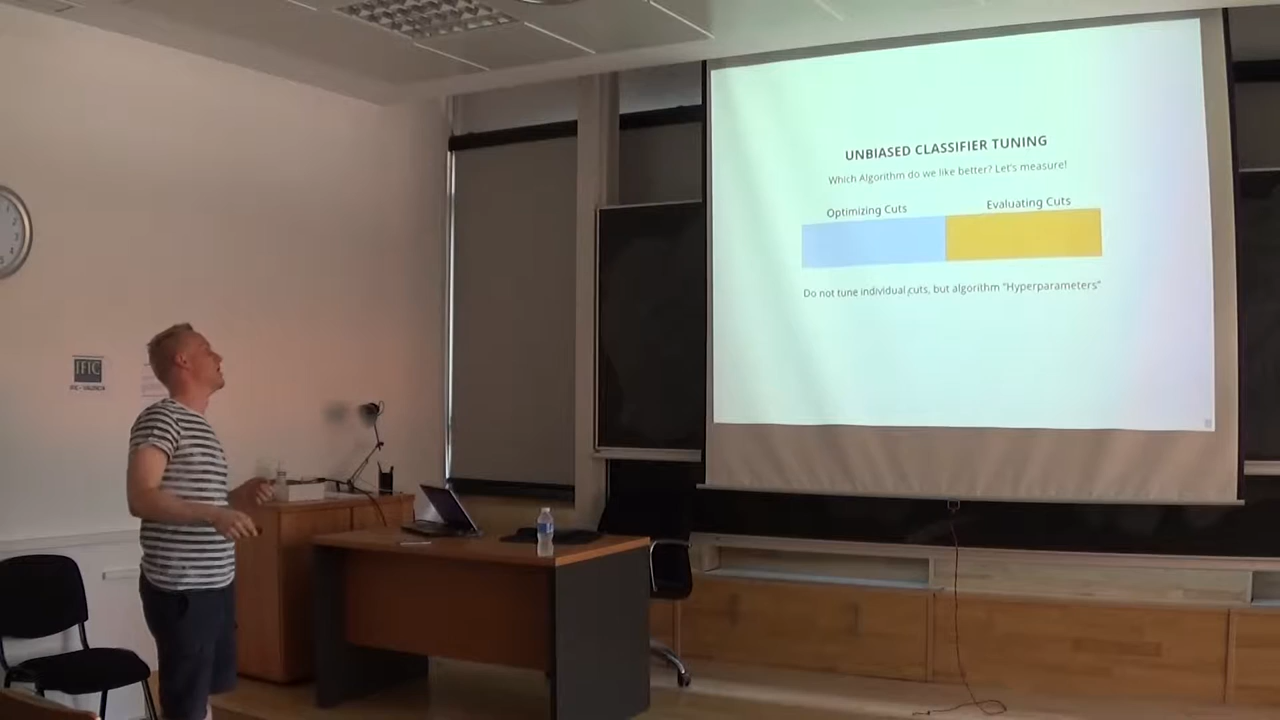 UNBIASED CLASSIFIER TUNING
Which Algorithm do we like better? Let's measure!
Optimizing Cuts
Evaluating Cuts
Do not tune individual cuts, but algorithm "Hyperparameters"
IFIC